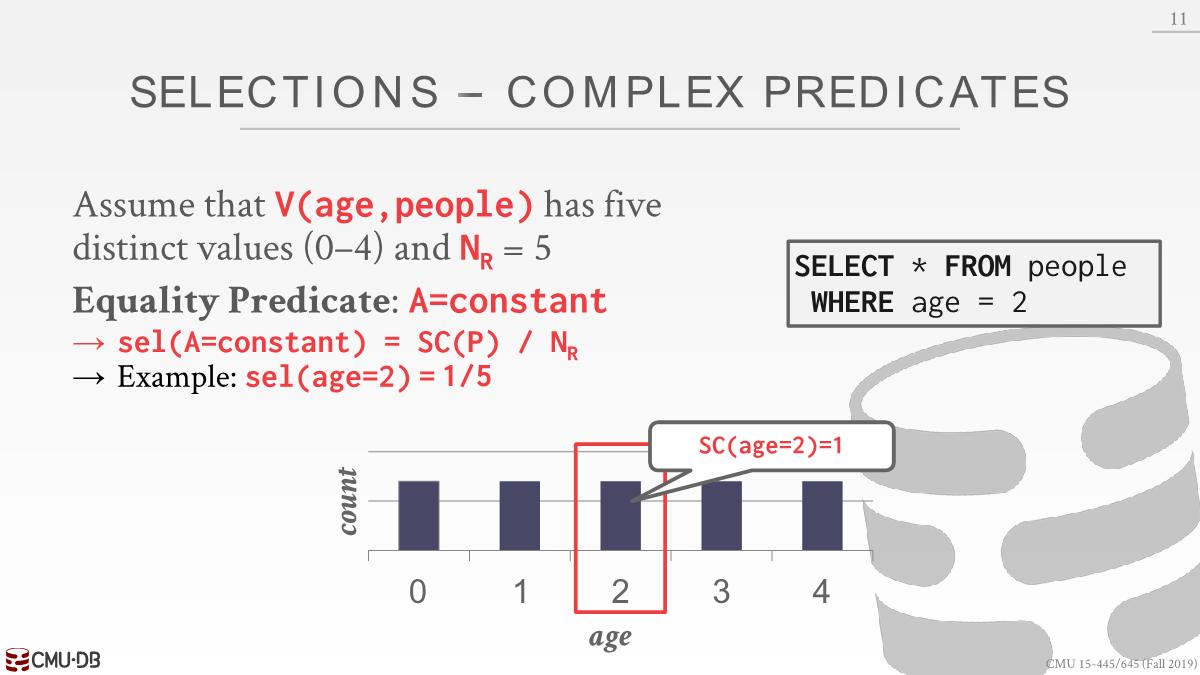 11
SELECTIONS – COMPLEX PREDICATES
Assume that V(age,people) has five
distinct values (0–4) and NR = 5
Equality Predicate: A=constant
→ sel(A=constant) = SC(P) / NR
→ Example: sel(age=2) = 1/5
SELECT * FROM people
WHERE age = 2
SC(age=2)=1
count
0 1 2 3 4
age
CMU·DB
CMU 15-445/645 (Fall 2019)